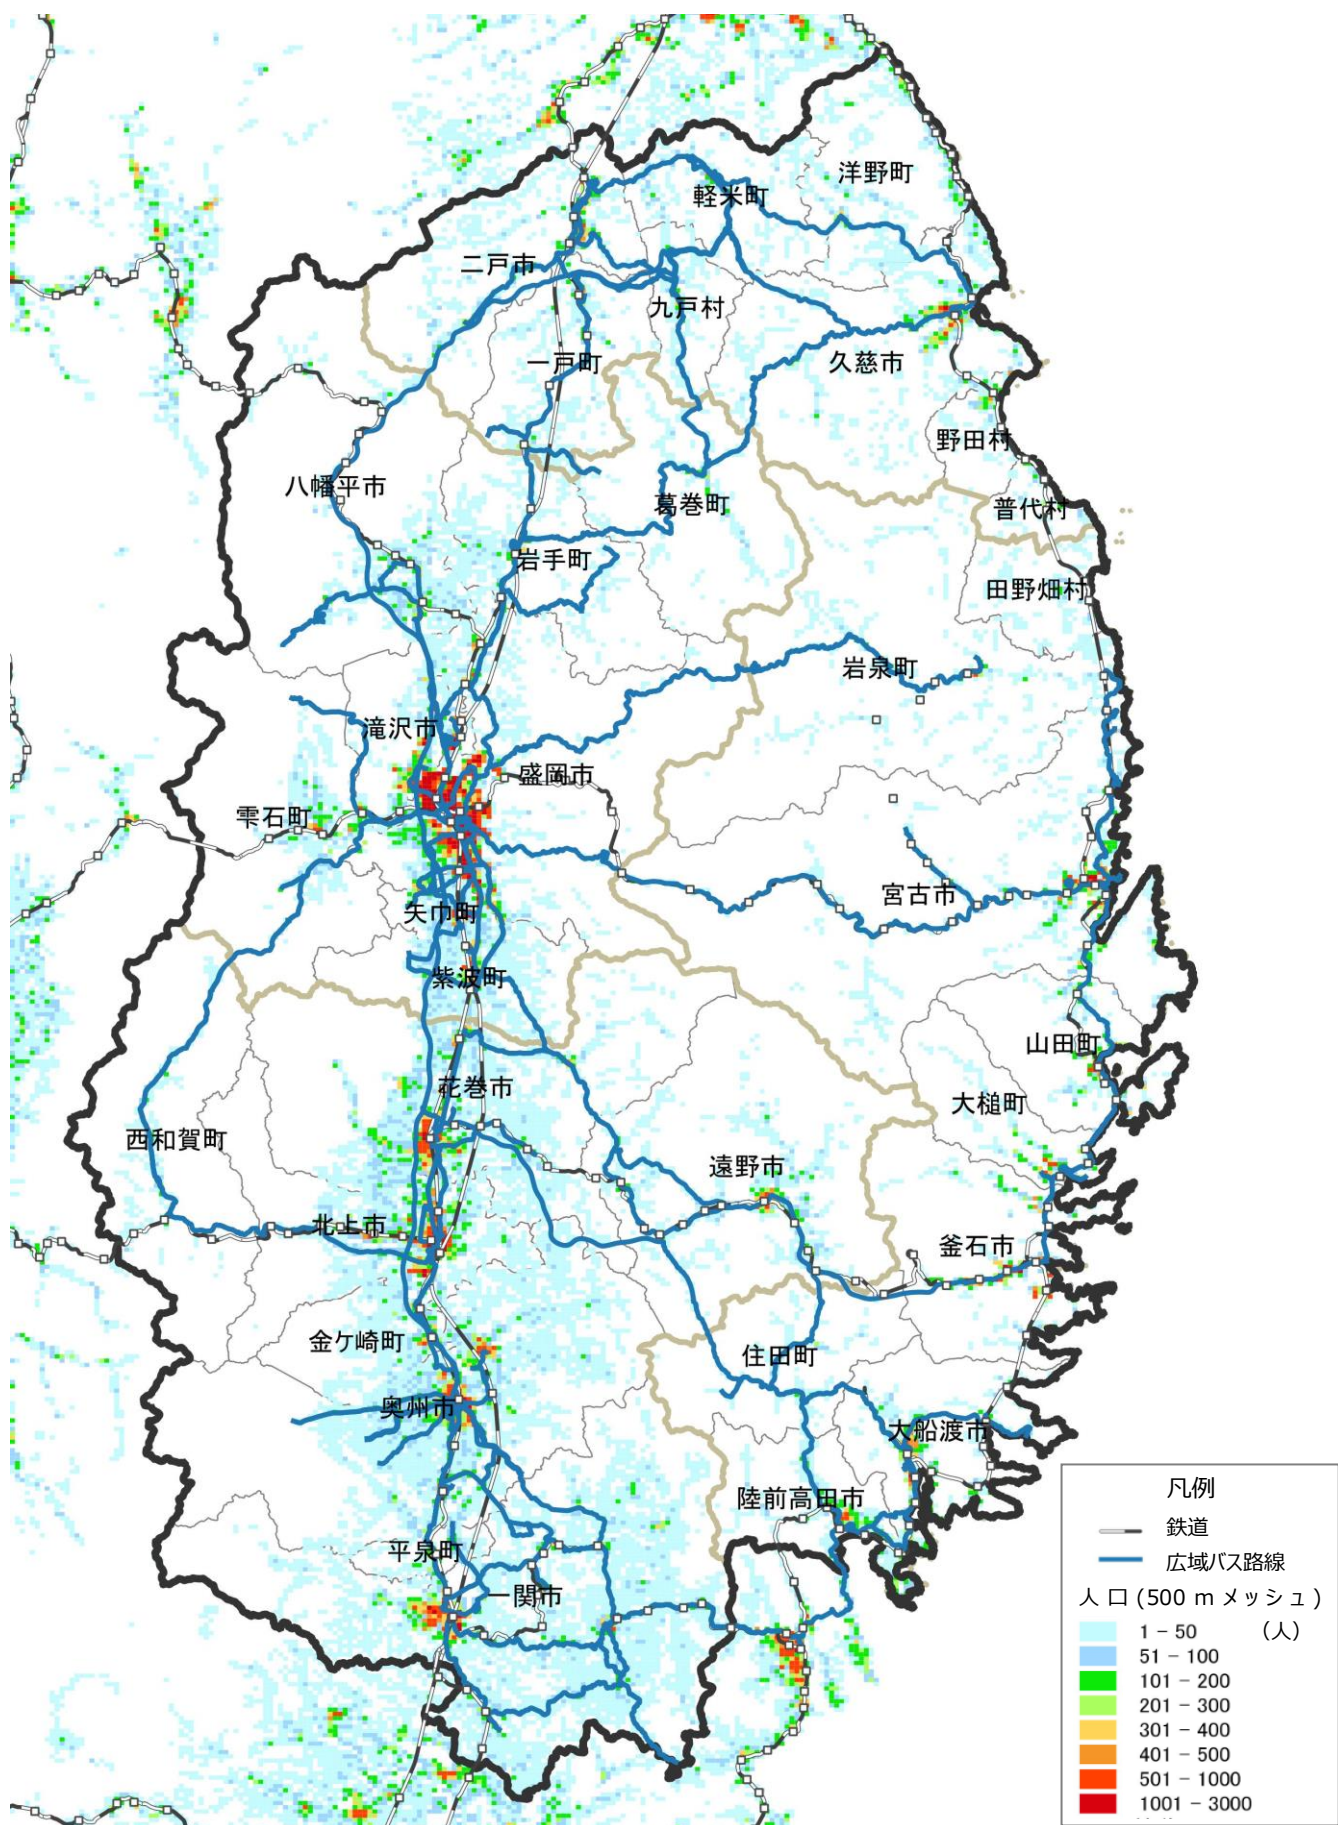 洋野町
軽米町
二戸市
九戸村
一戸町
久慈市
野田村
八幡平市
葛巻町
普代村
岩手町
田野畑村
岩泉町
滝沢市
盛岡市
雫石町
宮古市
矢巾町
紫波町
山田町
花巻市
大槌町
西和賀町
遠野市
北上市
釜石市
金ケ崎町
住田町
奥州市
大船渡市
陸前高田市
平泉町
一関市
凡例
鉄道
広域バス路線
人口(500 mメッシュ)
(人)
1 - 50
51 - 100
101 - 200
201 - 300
301 - 400
401 - 500
501 - 1000
1001 - 3000